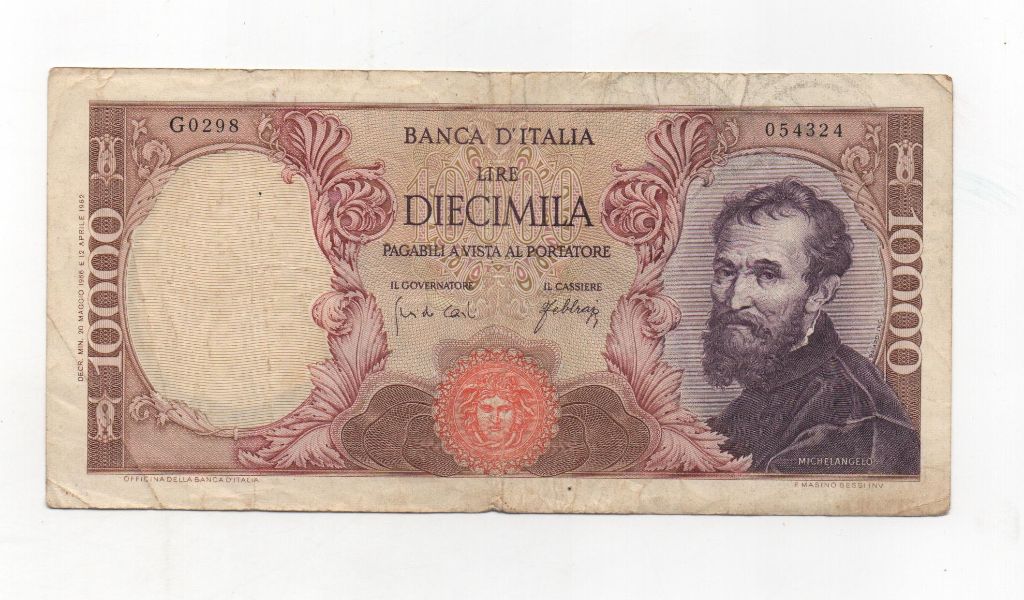 G0298
BANCA D'ITALIA
054324
LIRE
DIECIMILA
PAGABILI A VISTA AL PORTATORE
IL GOVERNATORE IL CASSIERE
10000
10000
DECR. MIN. 20 MAGGIO 1966 E 12 APRILE 1962
MICHELANGELO
OFFICINA DELLA BANCA D'ITALIA
F. MASINO BESSI INV.